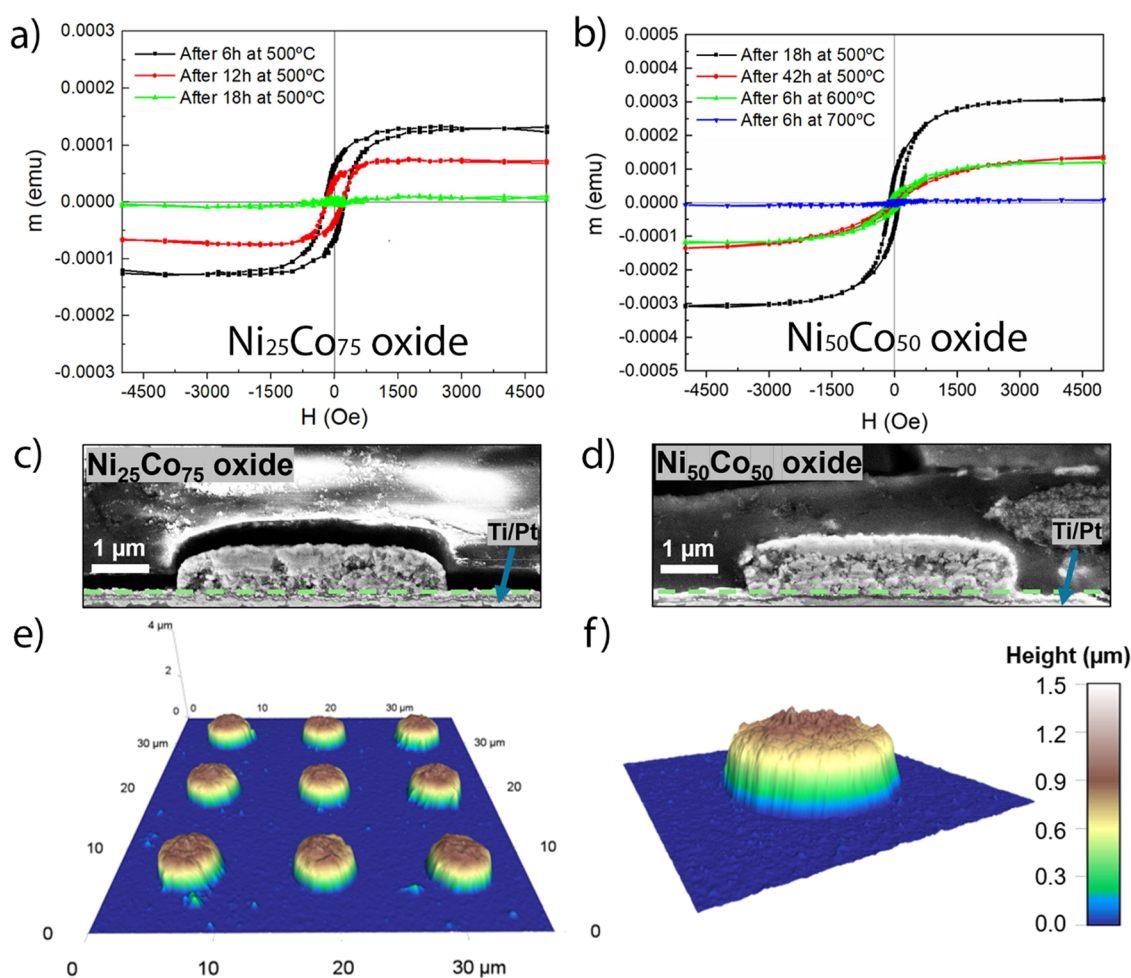 a)
0.0003
0.0002
0.0001
0.0000
-0.0001
-0.0002
-0.0003
m (emu)
After 6h at 500ºC
After 12h at 500ºC
After 18h at 500ºC
Ni25Co75 oxide
-4500 -3000 -1500 0 1500 3000 4500
H (Oe)
b)
0.0005
0.0004
0.0003
0.0002
0.0001
0.0000
-0.0001
-0.0002
-0.0003
-0.0004
-0.0005
m (emu)
After 18h at 500ºC
After 42h at 500ºC
After 6h at 600ºC
After 6h at 700ºC
Ni50Co50 oxide
-4500 -3000 -1500 0 1500 3000 4500
H (Oe)
c)
Ni25Co75 oxide
Ti/Pt
1 µm
d)
Ni50Co50 oxide
Ti/Pt
1 µm
e)
4 µm
2
0
0 10 20 30 µm
30 µm 30 µm
20 20
10 10
0 0
0 10 20 30 µm
f)
Height (µm)
1.5
1.2
0.9
0.6
0.3
0.0